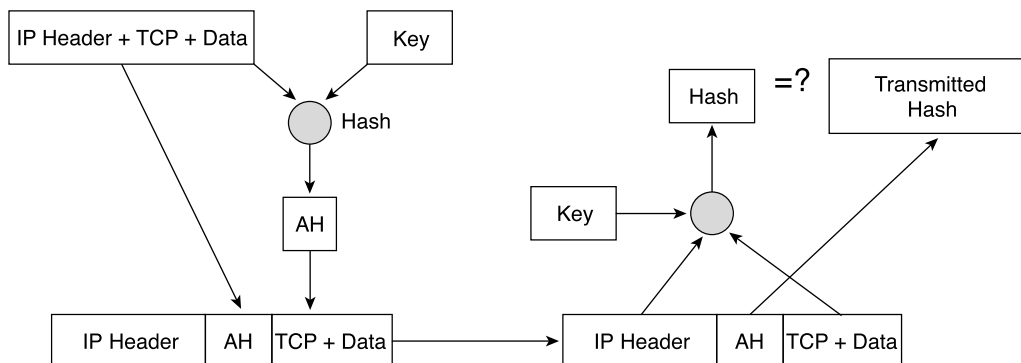 IP Header + TCP + Data
Key
Hash
AH
IP Header
AH
TCP + Data
Hash
=?
Transmitted
Hash
Key
IP Header
AH
TCP + Data